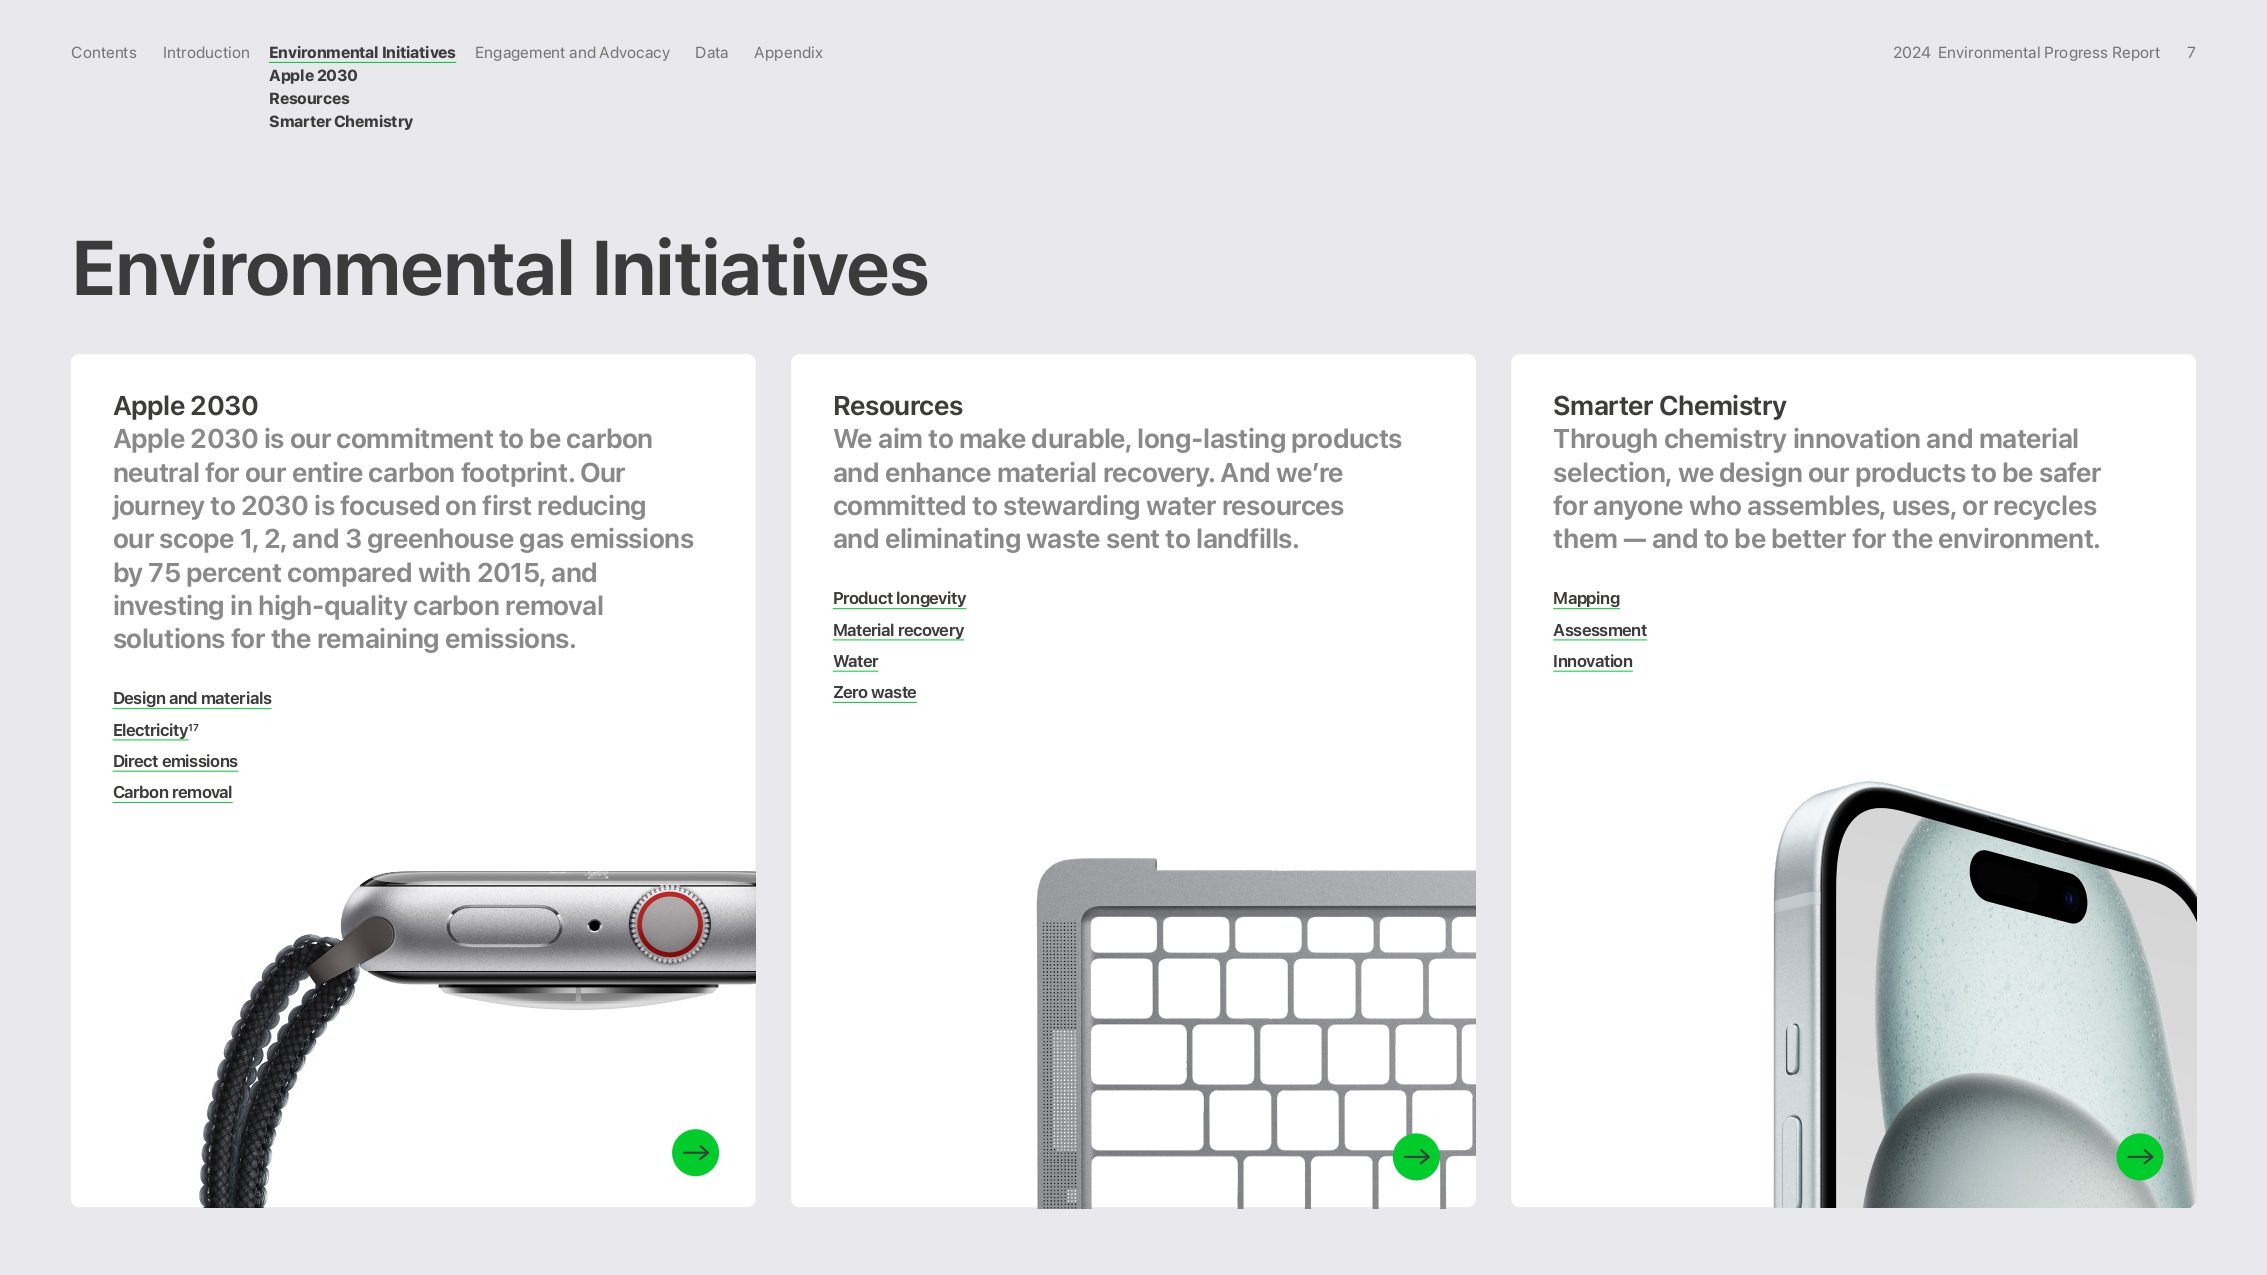 Contents Introduction Environmental Initiatives Engagement and Advocacy Data Appendix
2024 Environmental Progress Report 7
Apple 2030
Resources
Smarter Chemistry
Environmental Initiatives
Apple 2030
Apple 2030 is our commitment to be carbon
neutral for our entire carbon footprint. Our
journey to 2030 is focused on first reducing
our scope 1, 2, and 3 greenhouse gas emissions
by 75 percent compared with 2015, and
investing in high-quality carbon removal
solutions for the remaining emissions.
Design and materials
Electricity¹⁷
Direct emissions
Carbon removal
Resources
We aim to make durable, long-lasting products
and enhance material recovery. And we’re
committed to stewarding water resources
and eliminating waste sent to landfills.
Product longevity
Material recovery
Water
Zero waste
Smarter Chemistry
Through chemistry innovation and material
selection, we design our products to be safer
for anyone who assembles, uses, or recycles
them — and to be better for the environment.
Mapping
Assessment
Innovation